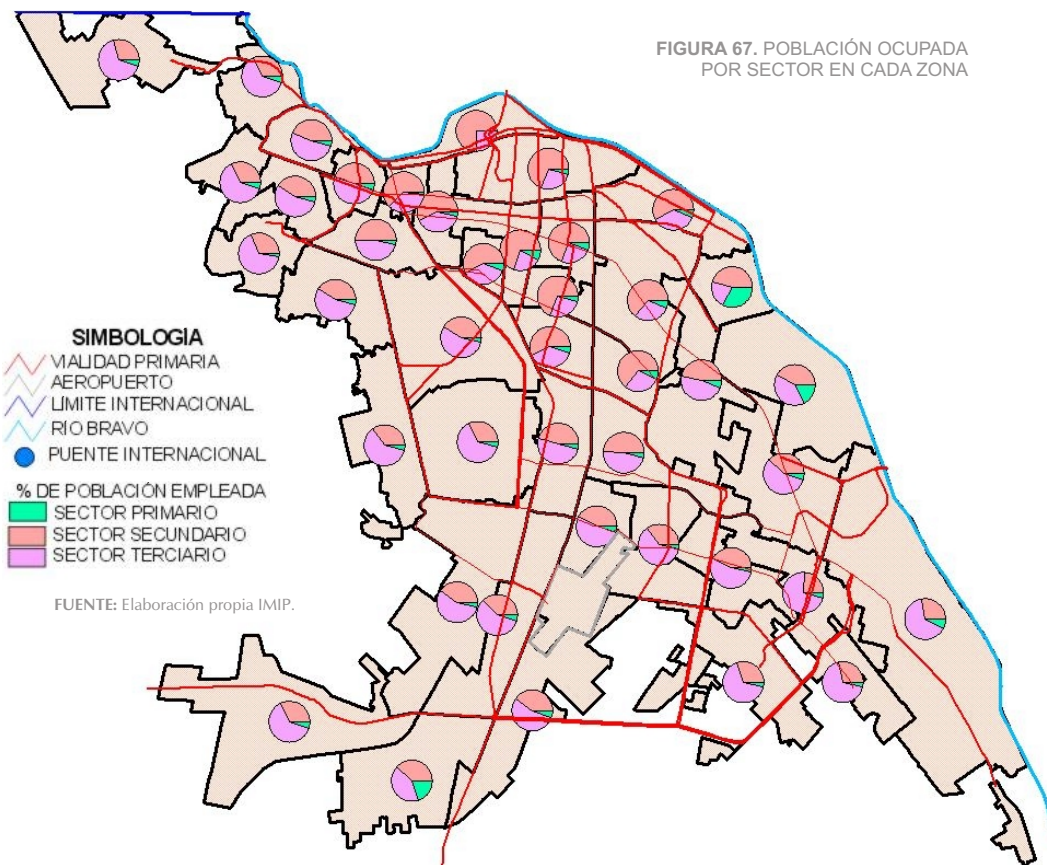 FIGURA 67. POBLACIÓN OCUPADA
POR SECTOR EN CADA ZONA
SIMBOLOGÌA
VIALIDAD PRIMARIA
AEROPUERTO
LIMITE INTERNACIONAL
RIO BRAVO
PUENTE INTERNACIONAL
% DE POBLACIÓN EMPLEADA
SECTOR PRIMARIO
SECTOR SECUNDARIO
SECTOR TERCIARIO
FUENTE: Elaboración propia IMIP.